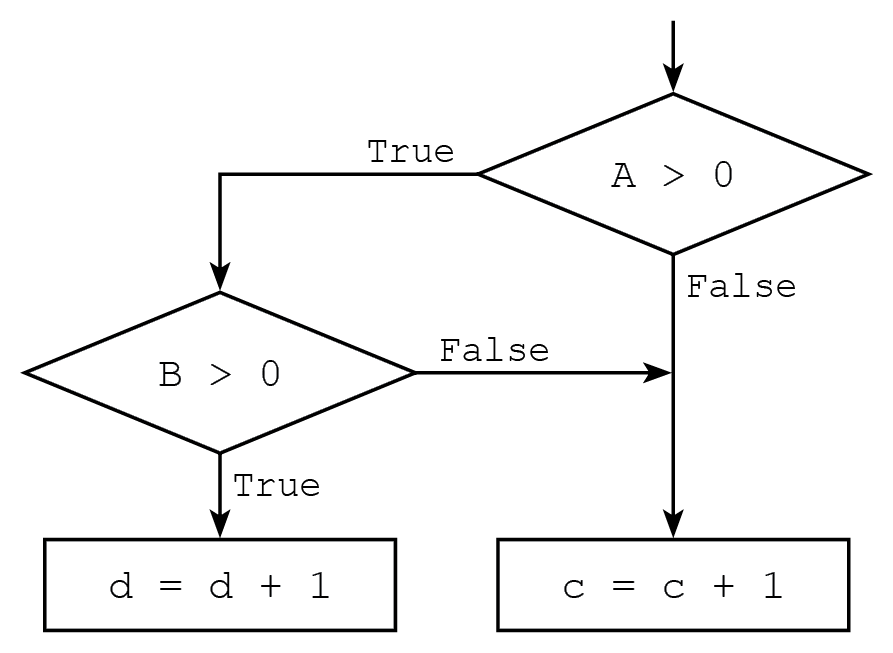 True
A > 0
False
False
B > 0
True
d = d + 1
c = c + 1